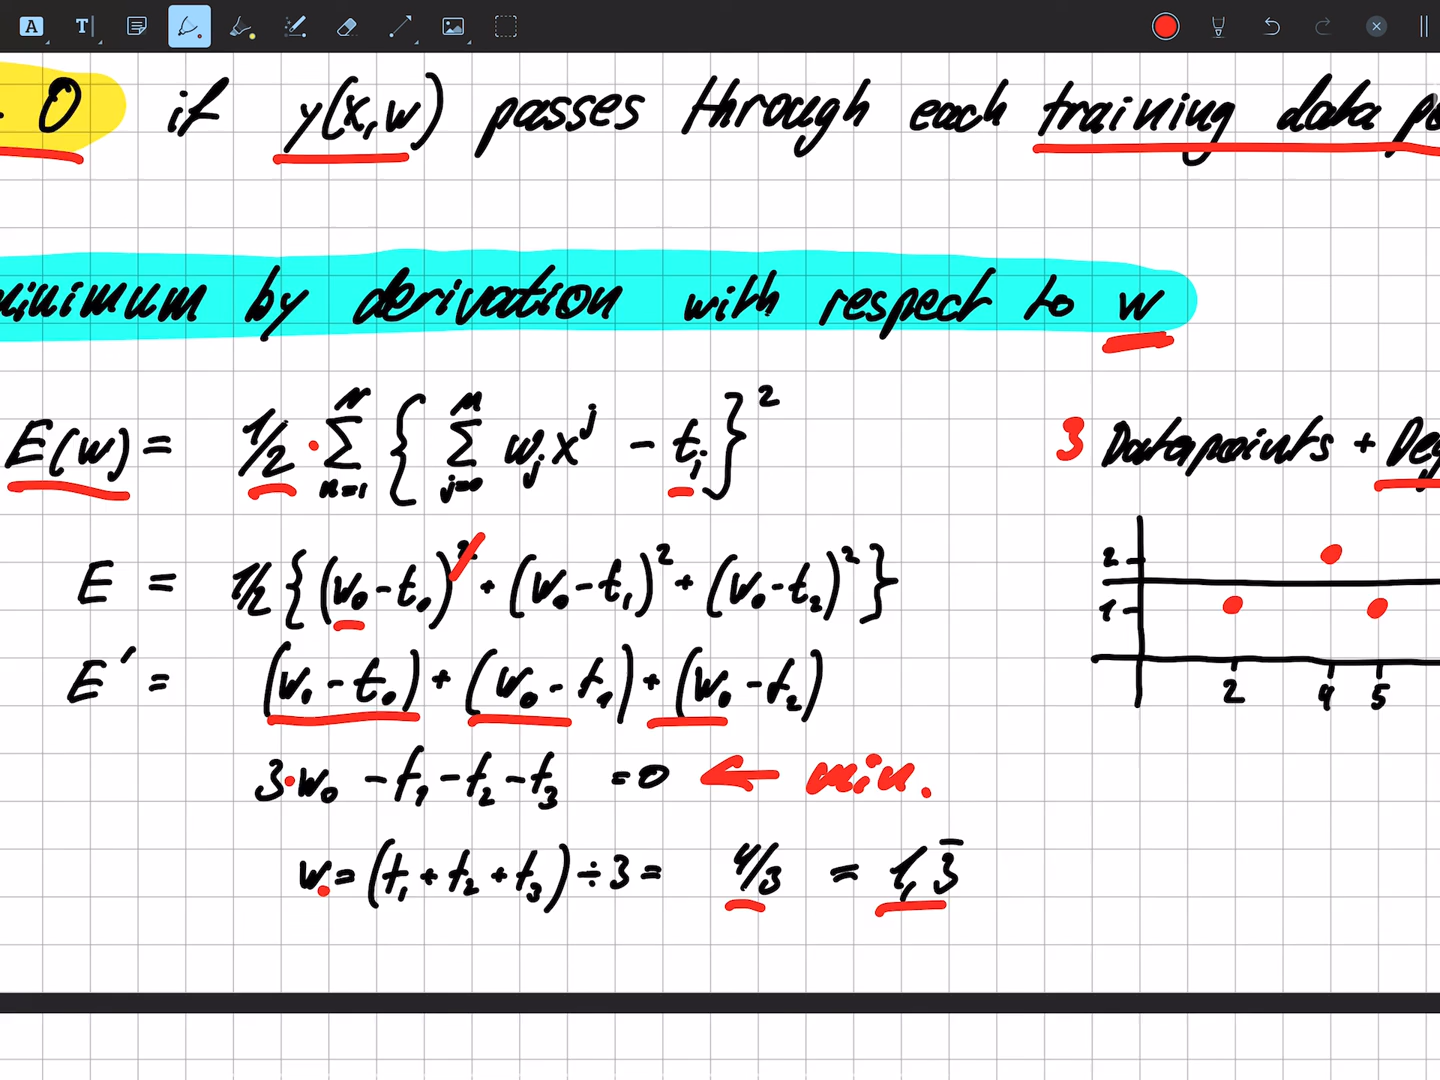 0 if y(x,w) passes through each training data
minimum by derivation with respect to w
E(w) = 1/2 · Σ_{n=1}^{N} { Σ_{j=0}^{M} w_j x^j - t_i }²
3 Datapoints +
E = 1/2 {(w₀ - t₀)² + (w₀ - t₁)² + (w₀ - t₂)²}
2
1
2 4 5
E' = (w₁ - t₀) + (w₀ - t₁) + (w₀ - t₂)
3·w₀ - t₁ - t₂ - t₃ = 0 ← min.
w = (t₁ + t₂ + t₃) ÷ 3 = 4/3 = 1,3̅